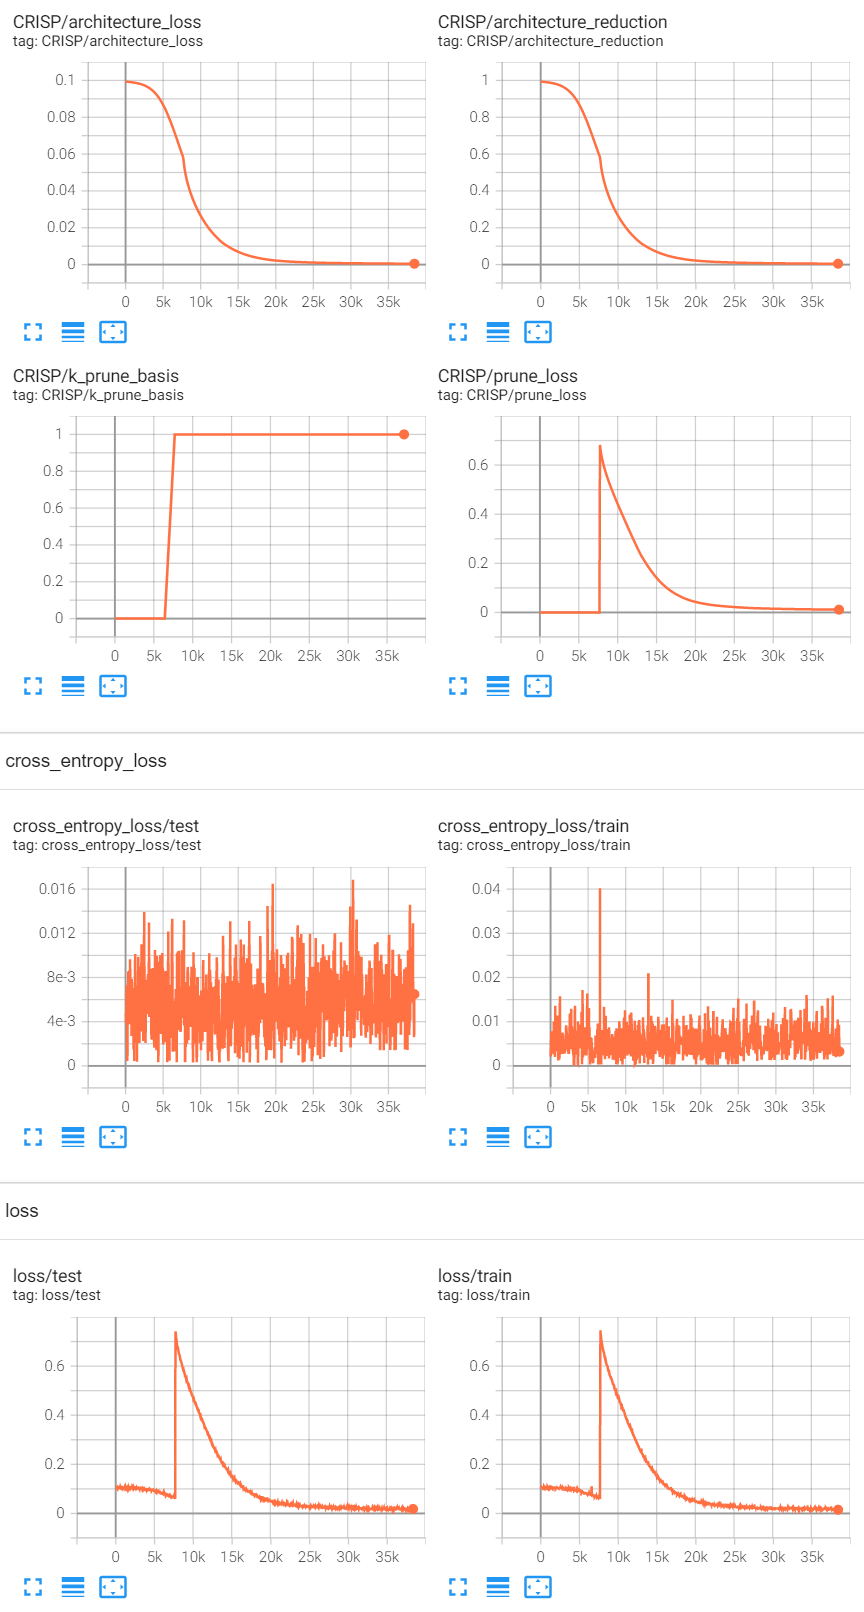 CRISP/architecture_loss
tag: CRISP/architecture_loss
0.1
0.08
0.06
0.04
0.02
0
0 5k 10k 15k 20k 25k 30k 35k
CRISP/architecture_reduction
tag: CRISP/architecture_reduction
1
0.8
0.6
0.4
0.2
0
0 5k 10k 15k 20k 25k 30k 35k
CRISP/k_prune_basis
tag: CRISP/k_prune_basis
1
0.8
0.6
0.4
0.2
0
0 5k 10k 15k 20k 25k 30k 35k
CRISP/prune_loss
tag: CRISP/prune_loss
0.6
0.4
0.2
0
0 5k 10k 15k 20k 25k 30k 35k
cross_entropy_loss
cross_entropy_loss/test
tag: cross_entropy_loss/test
0.016
0.012
8e-3
4e-3
0
0 5k 10k 15k 20k 25k 30k 35k
cross_entropy_loss/train
tag: cross_entropy_loss/train
0.04
0.03
0.02
0.01
0
0 5k 10k 15k 20k 25k 30k 35k
loss
loss/test
tag: loss/test
0.6
0.4
0.2
0
0 5k 10k 15k 20k 25k 30k 35k
loss/train
tag: loss/train
0.6
0.4
0.2
0
0 5k 10k 15k 20k 25k 30k 35k